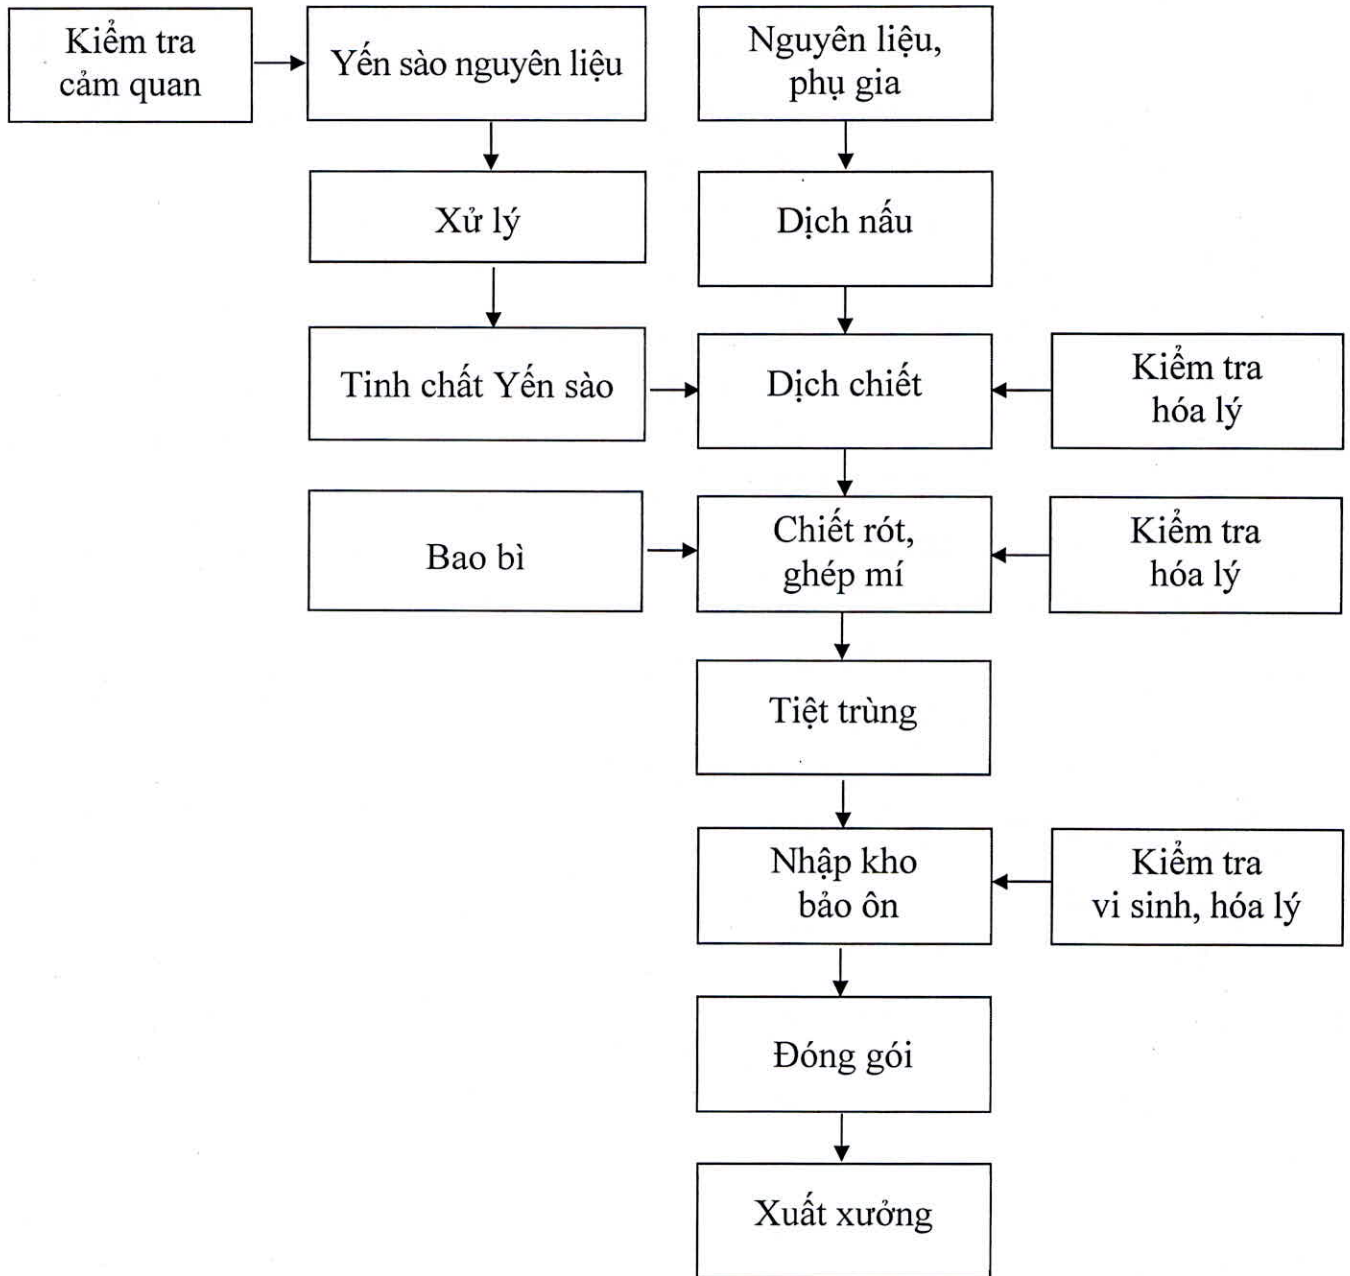 Kiểm tra
cảm quan
Yến sào nguyên liệu
Nguyên liệu,
phụ gia
Xử lý
Dịch nấu
Tinh chất Yến sào
Dịch chiết
Kiểm tra
hóa lý
Bao bì
Chiết rót,
ghép mí
Kiểm tra
hóa lý
Tiệt trùng
Nhập kho
bảo ôn
Kiểm tra
vi sinh, hóa lý
Đóng gói
Xuất xưởng